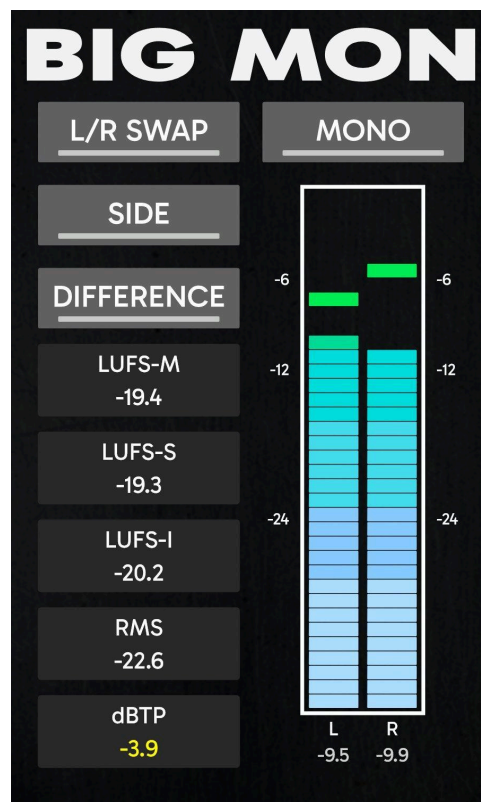 BIG MON
L/R SWAP
MONO
SIDE
DIFFERENCE
LUFS-M
-19.4
LUFS-S
-19.3
LUFS-I
-20.2
RMS
-22.6
dBTP
-3.9
-6 -6
-12 -12
-24 -24
L R
-9.5 -9.9